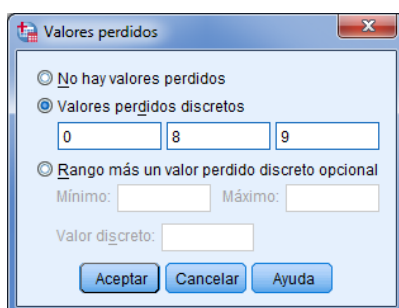 Valores perdidos
No hay valores perdidos
Valores perdidos discretos
0 8 9
Rango más un valor perdido discreto opcional
Mínimo: Máximo:
Valor discreto:
Aceptar Cancelar Ayuda